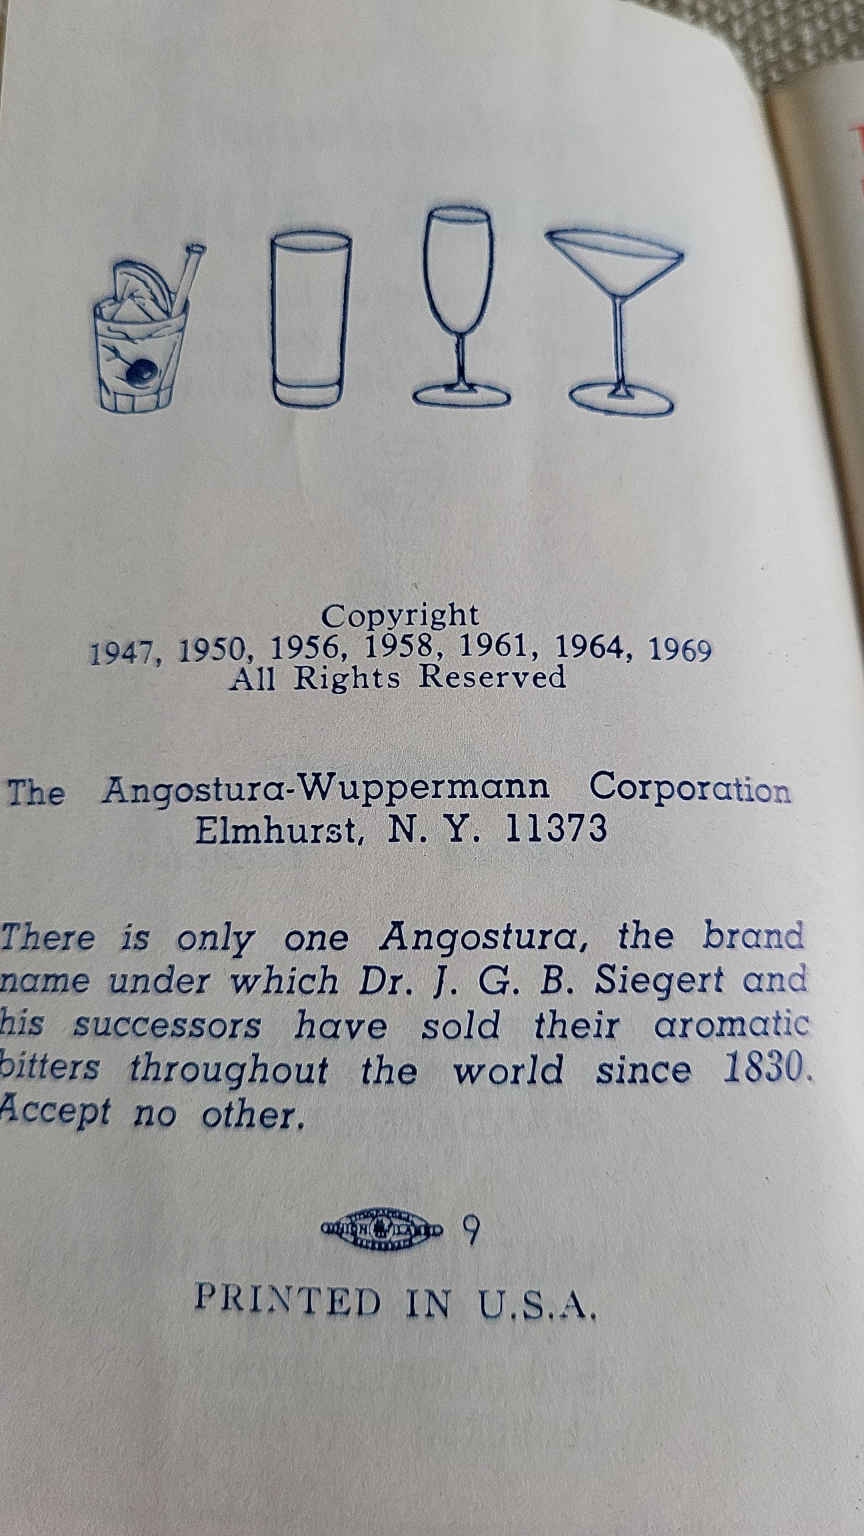 Copyright
1947, 1950, 1956, 1958, 1961, 1964, 1969
All Rights Reserved
The Angostura-Wuppermann Corporation
Elmhurst, N. Y. 11373
There is only one Angostura, the brand
name under which Dr. J. G. B. Siegert and
his successors have sold their aromatic
bitters throughout the world since 1830.
Accept no other.
9
PRINTED IN U.S.A.